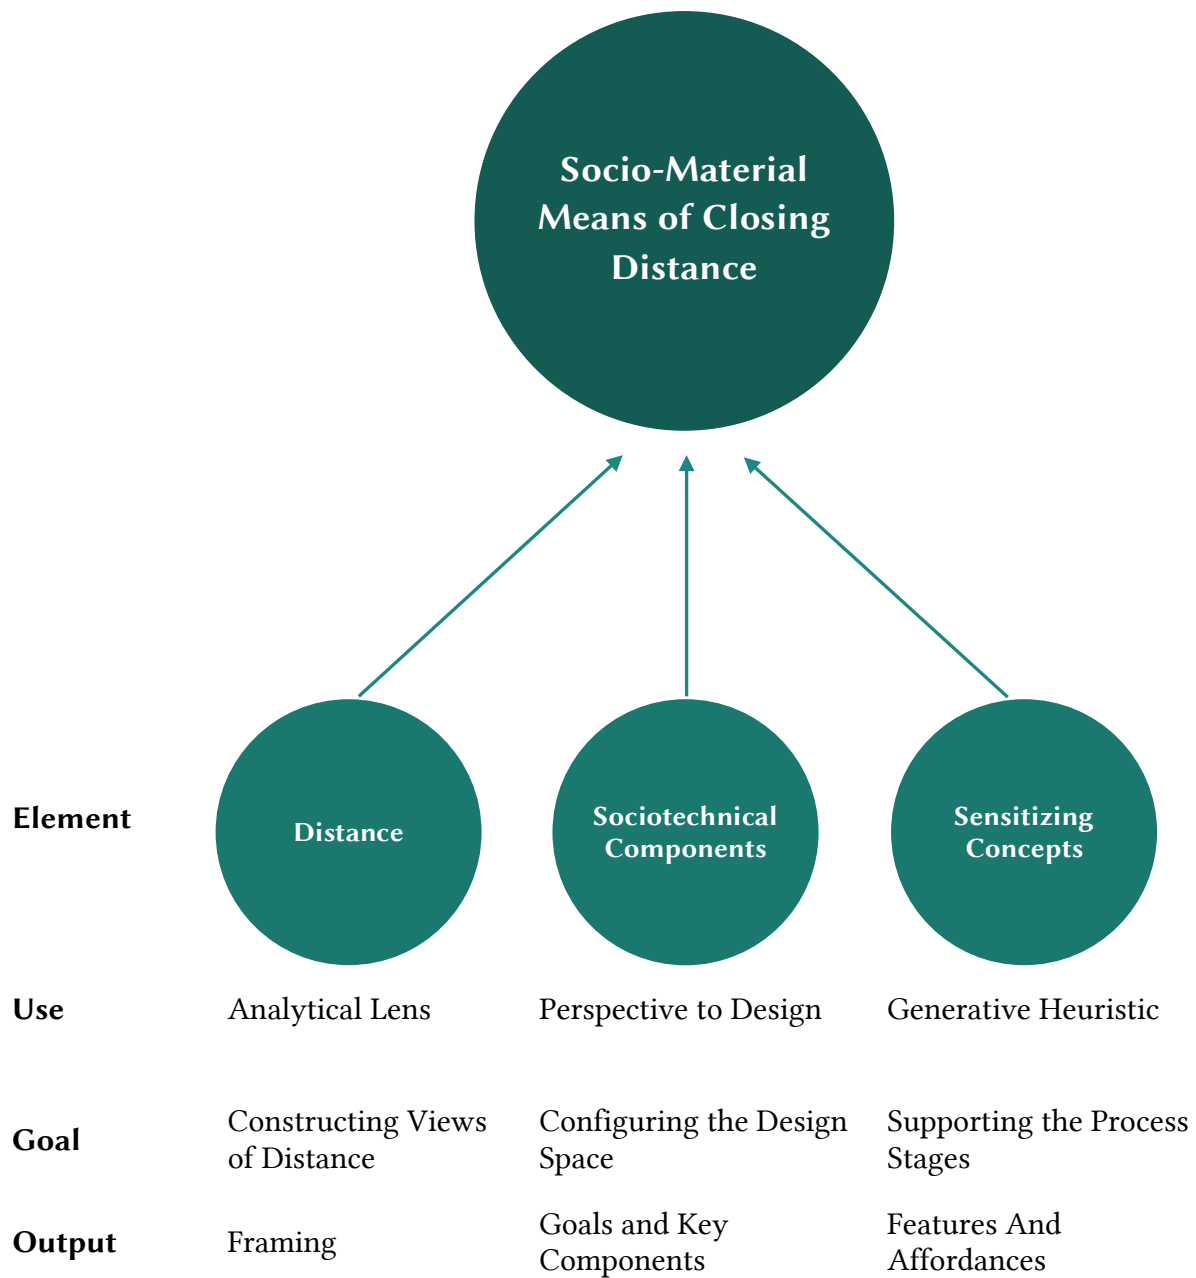 Socio-Material
Means of Closing
Distance
Element
Distance
Sociotechnical
Components
Sensitizing
Concepts
Use
Analytical Lens
Perspective to Design
Generative Heuristic
Goal
Constructing Views
of Distance
Configuring the Design
Space
Supporting the Process
Stages
Output
Framing
Goals and Key
Components
Features And
Affordances